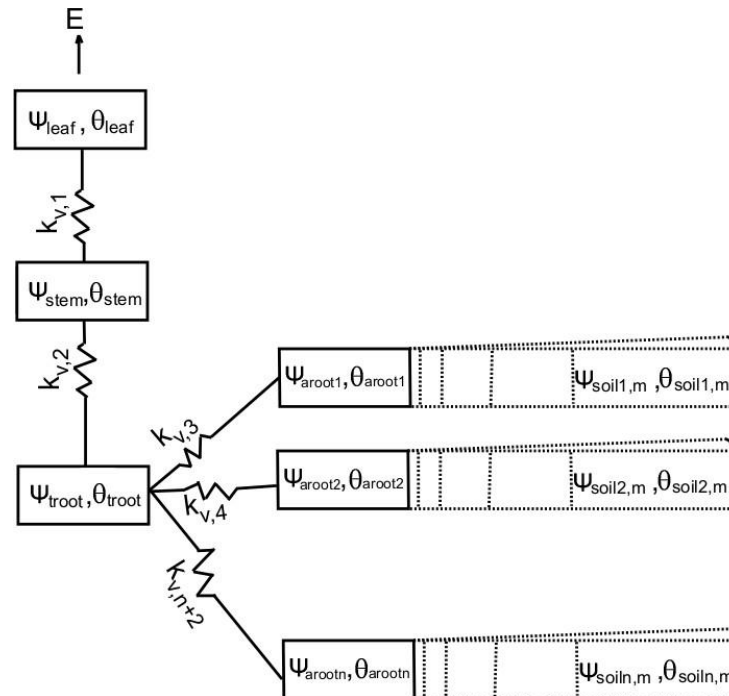 E
Ψleaf, θleaf
kv,1
Ψstem,θstem
kv,2
Ψaroot1,θaroot1
Ψsoil1,m ,θsoil1,m
kv,3
Ψtroot,θtroot
Ψaroot2,θaroot2
Ψsoil2,m ,θsoil2,m
kv,4
kv,n+2
Ψarootn,θarootn
Ψsoiln,m ,θsoiln,m